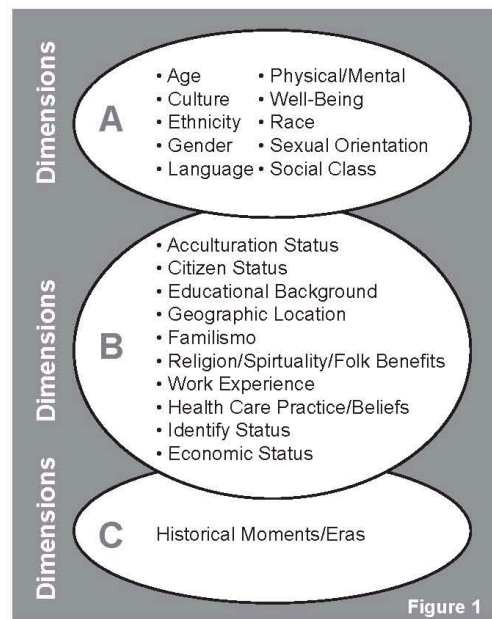 Dimensions
A
• Age
• Culture
• Ethnicity
• Gender
• Language
• Physical/Mental
• Well-Being
• Race
• Sexual Orientation
• Social Class
Dimensions
B
• Acculturation Status
• Citizen Status
• Educational Background
• Geographic Location
• Familismo
• Religion/Spirtuality/Folk Benefits
• Work Experience
• Health Care Practice/Beliefs
• Identify Status
• Economic Status
Dimensions
C
Historical Moments/Eras
Figure 1